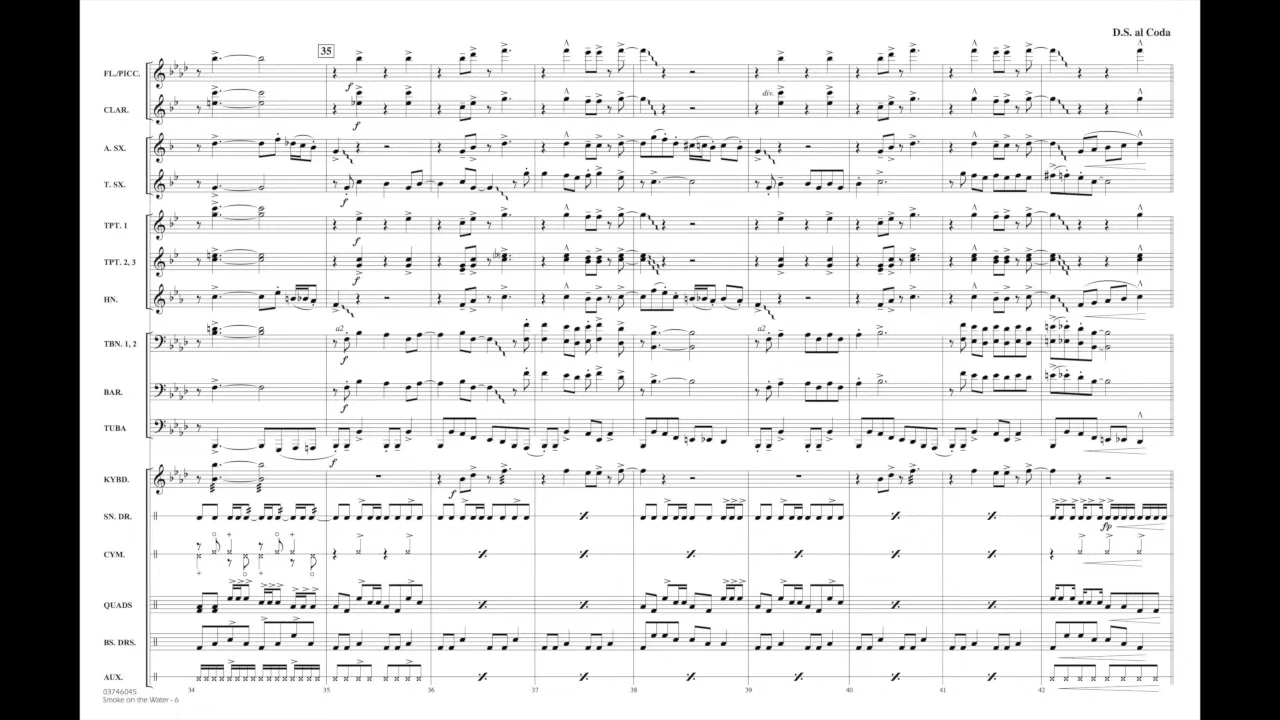 D.S. al Coda
35
FL./PICC.
f
CLAR.
div.
f
A. SX.
T. SX.
f
TPT. 1
f
TPT. 2, 3
f
HN.
f
a2
a2
TBN. 1, 2
f
BAR.
f
TUBA
f
KYBD.
f
SN. DR.
fp
CYM.
QUADS
BS. DRS.
AUX.
03746045 34 35 36 37 38 39 40 41 42
Smoke on the Water - 6